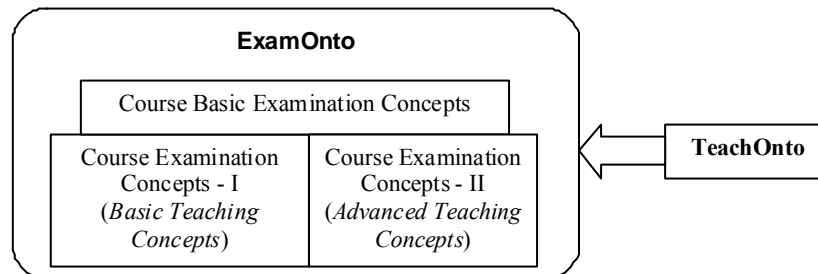 ExamOnto
Course Basic Examination Concepts
Course Examination
Concepts - I
(Basic Teaching
Concepts)
Course Examination
Concepts - II
(Advanced Teaching
Concepts)
TeachOnto